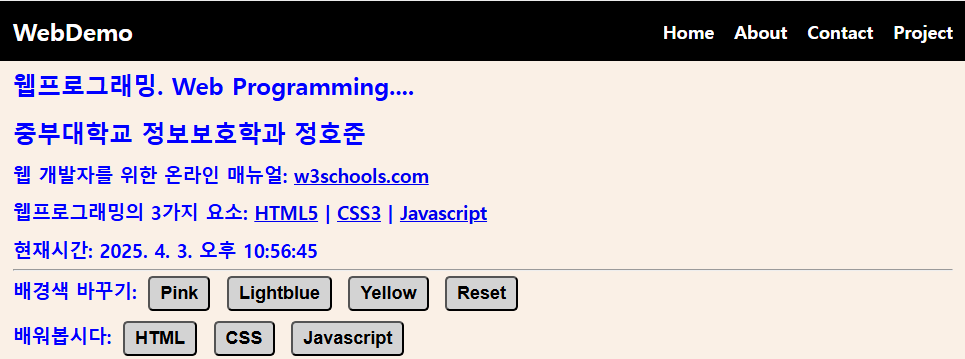 WebDemo Home About Contact Project
웹프로그래밍. Web Programming....
중부대학교 정보보호학과 정호준
웹 개발자를 위한 온라인 매뉴얼: w3schools.com
웹프로그래밍의 3가지 요소: HTML5 | CSS3 | Javascript
현재시간: 2025. 4. 3. 오후 10:56:45
배경색 바꾸기: Pink Lightblue Yellow Reset
배워봅시다: HTML CSS Javascript